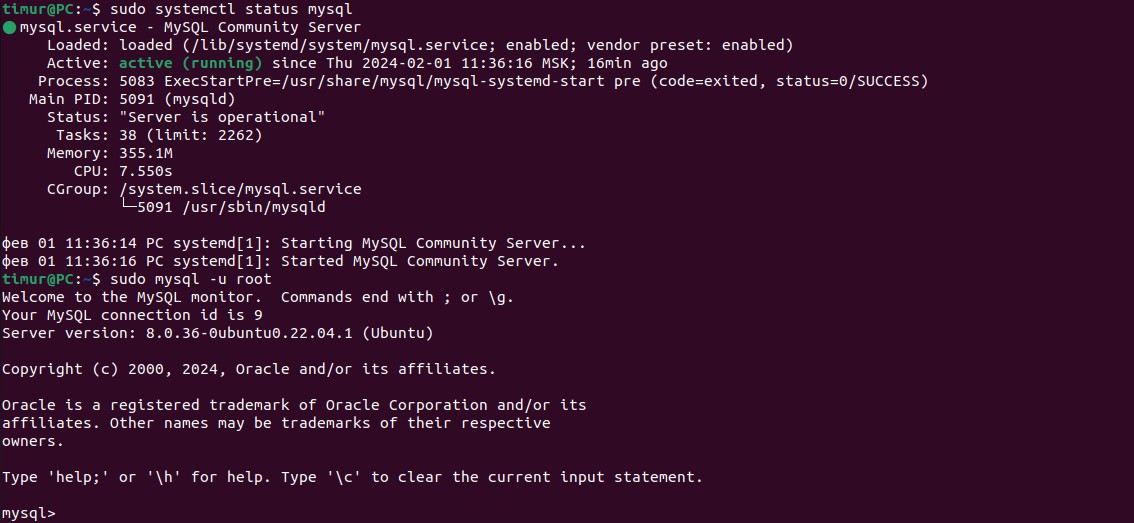 timur@PC:~$ sudo systemctl status mysql
● mysql.service - MySQL Community Server
     Loaded: loaded (/lib/systemd/system/mysql.service; enabled; vendor preset: enabled)
     Active: active (running) since Thu 2024-02-01 11:36:16 MSK; 16min ago
    Process: 5083 ExecStartPre=/usr/share/mysql/mysql-systemd-start pre (code=exited, status=0/SUCCESS)
   Main PID: 5091 (mysqld)
     Status: "Server is operational"
      Tasks: 38 (limit: 2262)
     Memory: 355.1M
        CPU: 7.550s
     CGroup: /system.slice/mysql.service
             └─5091 /usr/sbin/mysqld

фев 01 11:36:14 PC systemd[1]: Starting MySQL Community Server...
фев 01 11:36:16 PC systemd[1]: Started MySQL Community Server.
timur@PC:~$ sudo mysql -u root
Welcome to the MySQL monitor.  Commands end with ; or \g.
Your MySQL connection id is 9
Server version: 8.0.36-0ubuntu0.22.04.1 (Ubuntu)

Copyright (c) 2000, 2024, Oracle and/or its affiliates.

Oracle is a registered trademark of Oracle Corporation and/or its
affiliates. Other names may be trademarks of their respective
owners.

Type 'help;' or '\h' for help. Type '\c' to clear the current input statement.

mysql>